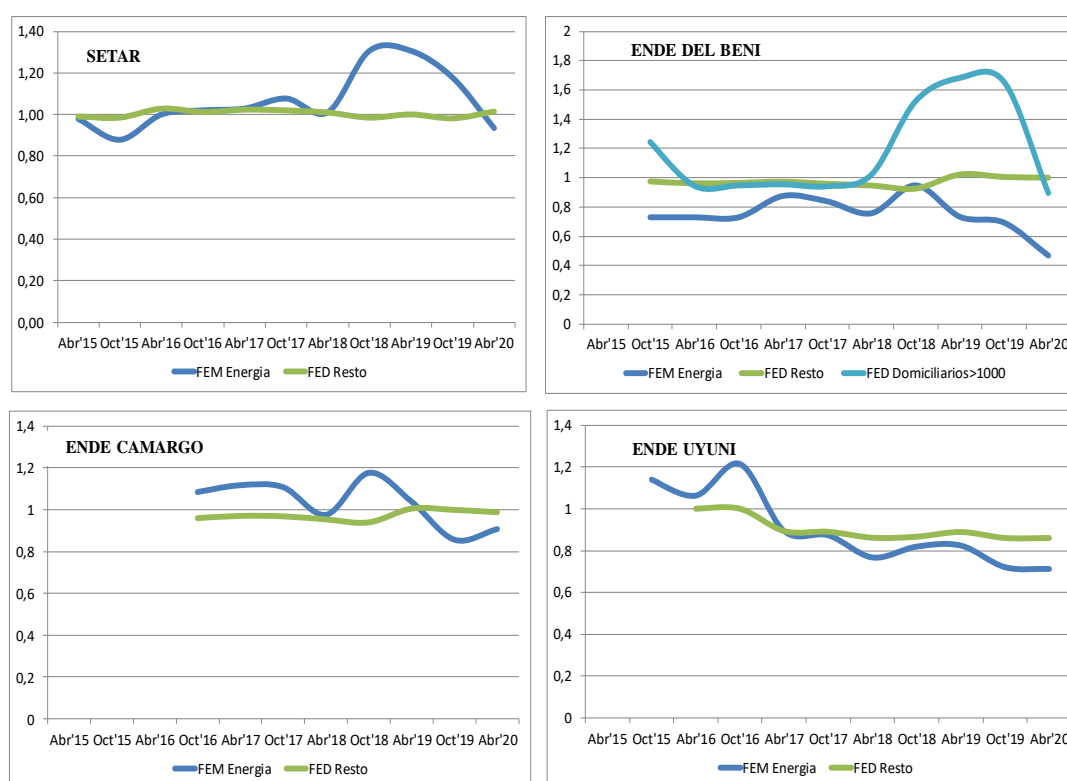 SETAR
1,40
1,20
1,00
0,80
0,60
0,40
0,20
0,00
Abr'15 Oct'15 Abr'16 Oct'16 Abr'17 Oct'17 Abr'18 Oct'18 Abr'19 Oct'19 Abr'20
FEM Energia FED Resto
ENDE DEL BENI
2
1,8
1,6
1,4
1,2
1
0,8
0,6
0,4
0,2
0
Abr'15 Oct'15 Abr'16 Oct'16 Abr'17 Oct'17 Abr'18 Oct'18 Abr'19 Oct'19 Abr'20
FEM Energia FED Resto FED Domiciliarios>1000
ENDE CAMARGO
1,4
1,2
1
0,8
0,6
0,4
0,2
0
Abr'15 Oct'15 Abr'16 Oct'16 Abr'17 Oct'17 Abr'18 Oct'18 Abr'19 Oct'19 Abr'20
FEM Energia FED Resto
ENDE UYUNI
1,4
1,2
1
0,8
0,6
0,4
0,2
0
Abr'15 Oct'15 Abr'16 Oct'16 Abr'17 Oct'17 Abr'18 Oct'18 Abr'19 Oct'19 Abr'20
FEM Energia FED Resto